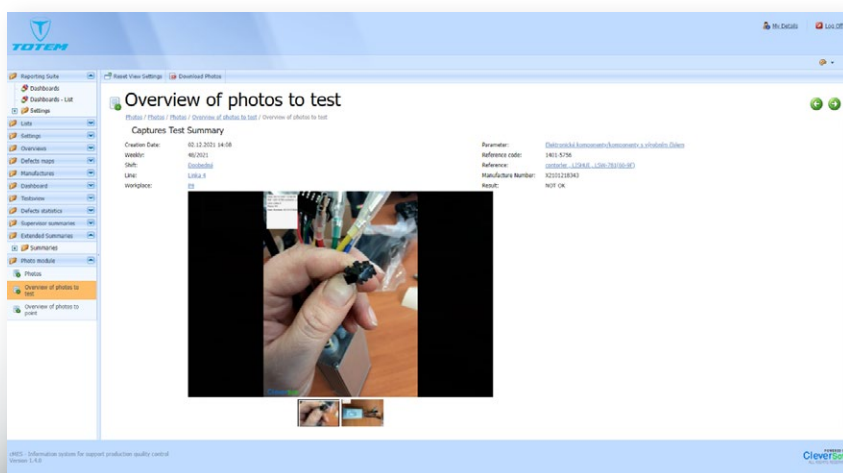 TOTEM
My Details
Log Off
Reporting Suite
Dashboards
Dashboards - List
Settings
Lists
Settings
Overviews
Defects maps
Manufactures
Dashboard
Testview
Defects statistics
Supervisor summaries
Extended Summaries
Summaries
Photo module
Photos
Overview of photos to test
Overview of photos to point
Reset View Settings
Download Photos
Overview of photos to test
Photos / Photos / Photos / Overview of photos to test / Overview of photos to test
Captures Test Summary
Creation Date: 02.12.2021 14:08
WeekNr: 48/2021
Shift:
Line: Linka 4
Workplace:
Parameter:
Reference code: 1401-5756
Reference:
Manufacture Number: X2101218343
Result: NOT OK
eMES - Information system for support production quality control
Version 1.4.0